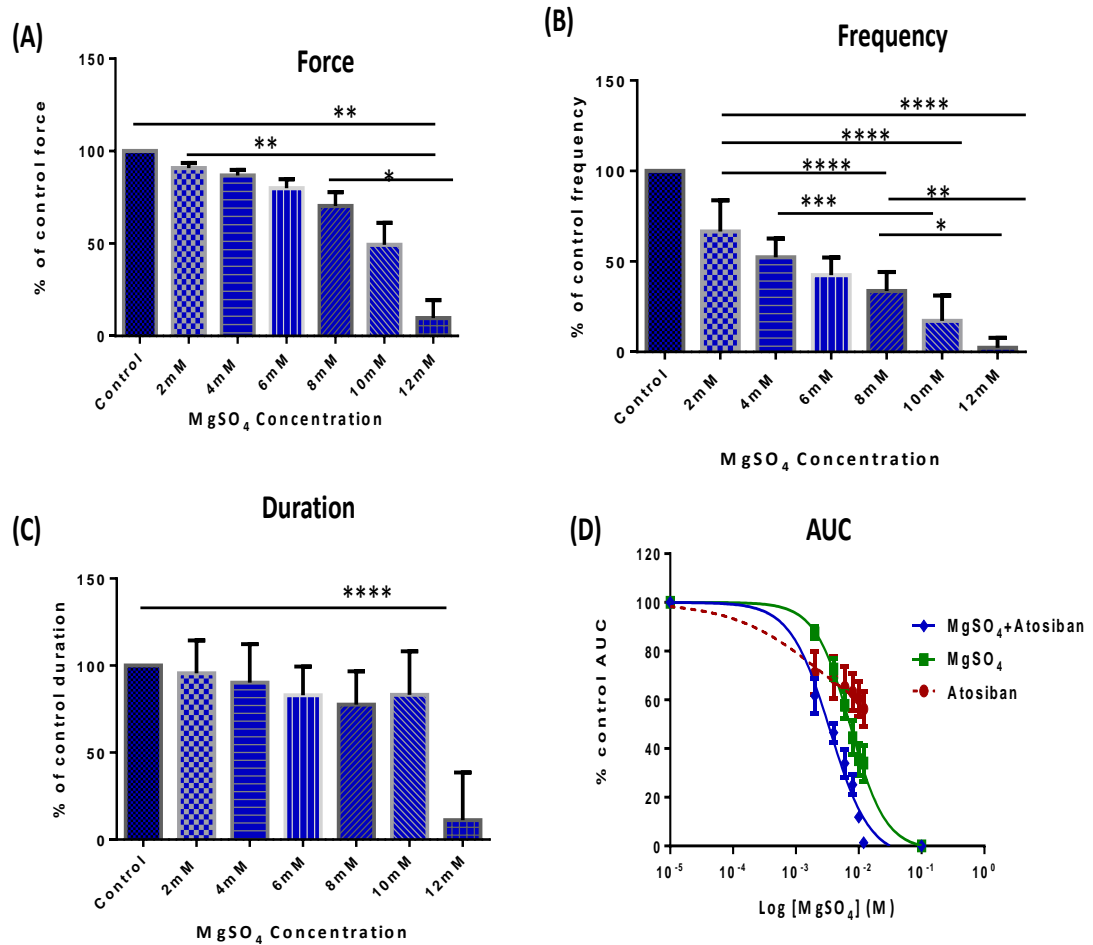 (A)
Force
150
100
50
0
% of control force
**
**
*
Control
2mM
4mM
6mM
8mM
10mM
12mM
MgSO4 Concentration
(B)
Frequency
150
100
50
0
% of control frequency
****
****
****
**
***
*
Control
2mM
4mM
6mM
8mM
10mM
12mM
MgSO4 Concentration
(C)
Duration
150
100
50
0
% of control duration
****
Control
2mM
4mM
6mM
8mM
10mM
12mM
MgSO4 Concentration
(D)
AUC
120
100
80
60
40
20
0
% control AUC
MgSO4+Atosiban
MgSO4
Atosiban
10-5
10-4
10-3
10-2
10-1
100
Log [MgSO4] (M)